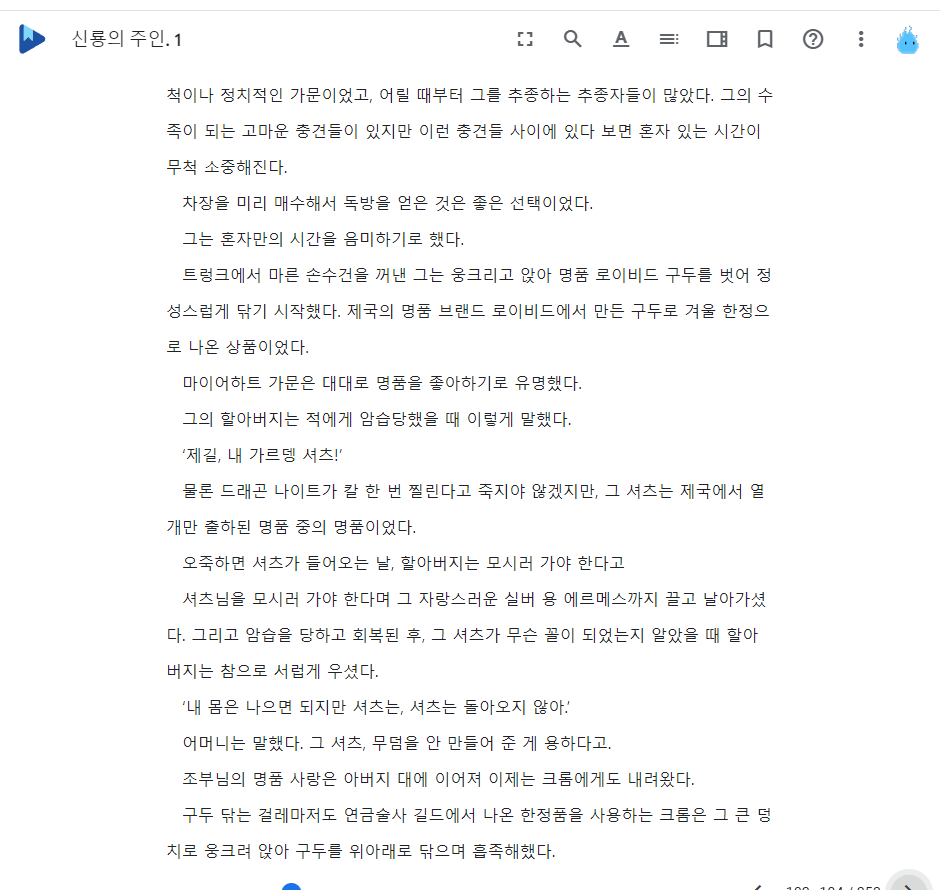 신룡의 주인. 1
척이나 정치적인 가문이었고, 어릴 때부터 그를 추종하는 추종자들이 많았다. 그의 수
족이 되는 고마운 충견들이 있지만 이런 충견들 사이에 있다 보면 혼자 있는 시간이
무척 소중해진다.
차장을 미리 매수해서 독방을 얻은 것은 좋은 선택이었다.
그는 혼자만의 시간을 음미하기로 했다.
트렁크에서 마른 손수건을 꺼낸 그는 웅크리고 앉아 명품 로이비드 구두를 벗어 정
성스럽게 닦기 시작했다. 제국의 명품 브랜드 로이비드에서 만든 구두로 겨울 한정으
로 나온 상품이었다.
마이어하트 가문은 대대로 명품을 좋아하기로 유명했다.
그의 할아버지는 적에게 암습당했을 때 이렇게 말했다.
‘제길, 내 가르뎅 셔츠!’
물론 드래곤 나이트가 칼 한 번 찔린다고 죽지야 않겠지만, 그 셔츠는 제국에서 열
개만 출하된 명품 중의 명품이었다.
오죽하면 셔츠가 들어오는 날, 할아버지는 모시러 가야 한다고
셔츠님을 모시러 가야 한다며 그 자랑스러운 실버 용 에르메스까지 끌고 날아가셨
다. 그리고 암습을 당하고 회복된 후, 그 셔츠가 무슨 꼴이 되었는지 알았을 때 할아
버지는 참으로 서럽게 우셨다.
‘내 몸은 나으면 되지만 셔츠는, 셔츠는 돌아오지 않아.’
어머니는 말했다. 그 셔츠, 무덤을 안 만들어 준 게 용하다고.
조부님의 명품 사랑은 아버지 대에 이어져 이제는 크롬에게도 내려왔다.
구두 닦는 걸레마저도 연금술사 길드에서 나온 한정품을 사용하는 크롬은 그 큰 덩
치로 웅크려 앉아 구두를 위아래로 닦으며 흡족해했다.